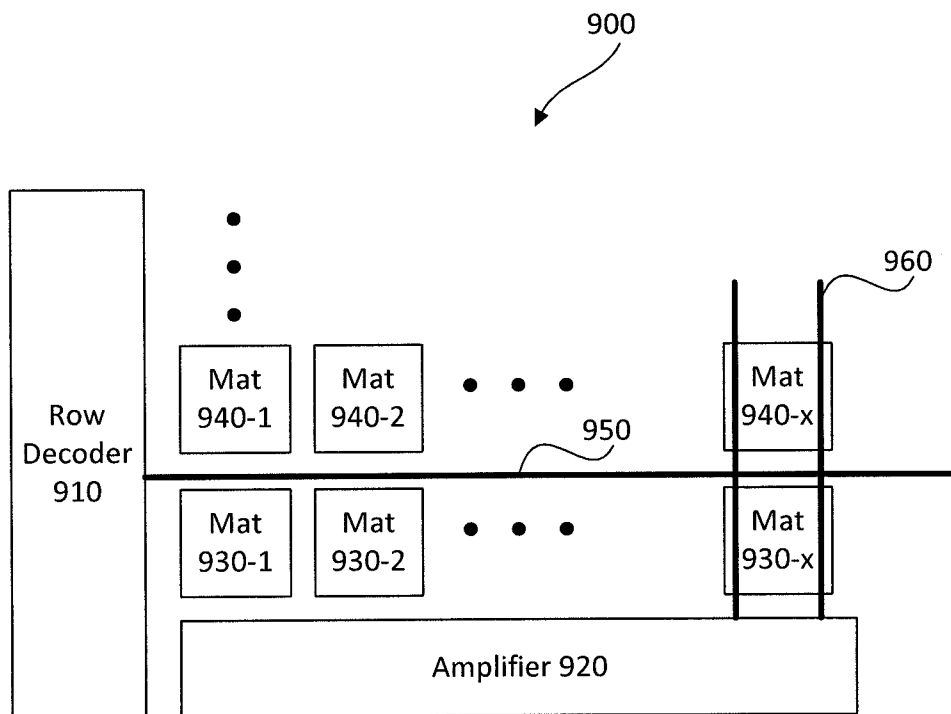 900
960
Mat
940-1
Mat
940-2
Mat
940-x
Row
Decoder
910
950
Mat
930-1
Mat
930-2
Mat
930-x
Amplifier 920